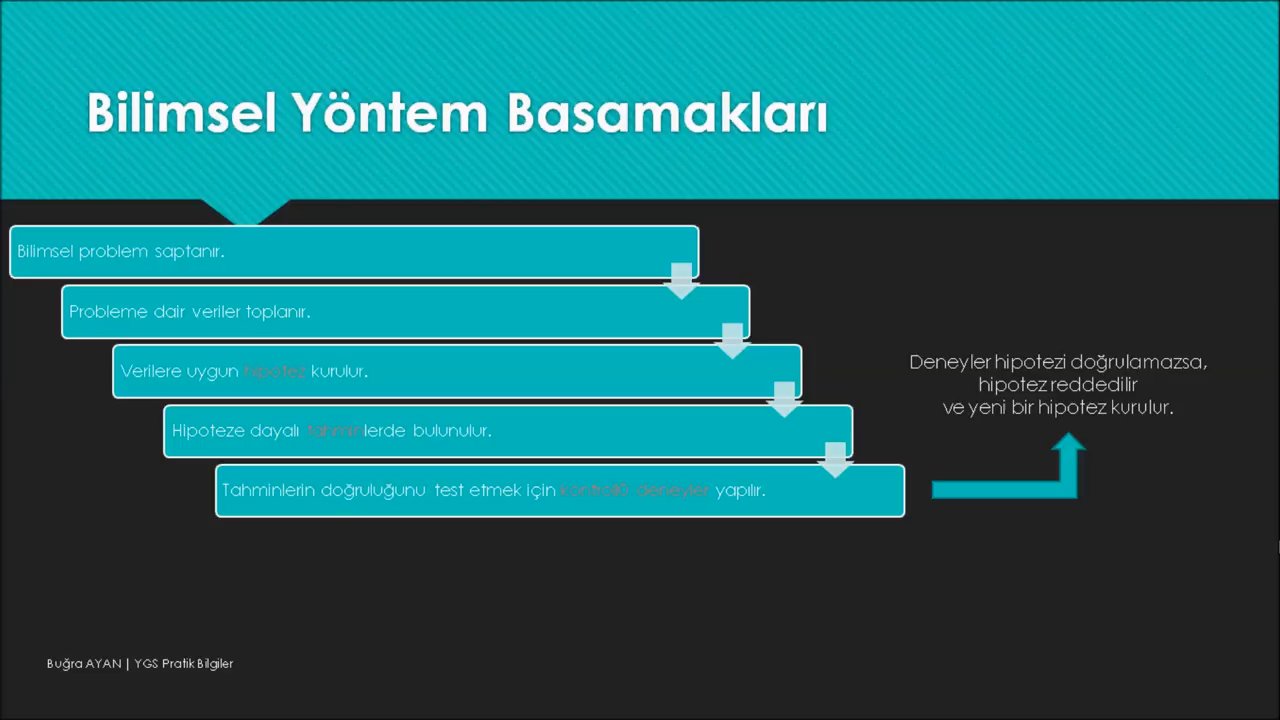 Bilimsel Yöntem Basamakları
Bilimsel problem saptanır.
Probleme dair veriler toplanır.
Verilere uygun hipotez kurulur.
Hipoteze dayalı tahminlerde bulunulur.
Tahminlerin doğruluğunu test etmek için kontrollü deneyler yapılır.
Deneyler hipotezi doğrulamazsa,
hipotez reddedilir
ve yeni bir hipotez kurulur.
Buğra AYAN | YGS Pratik Bilgiler